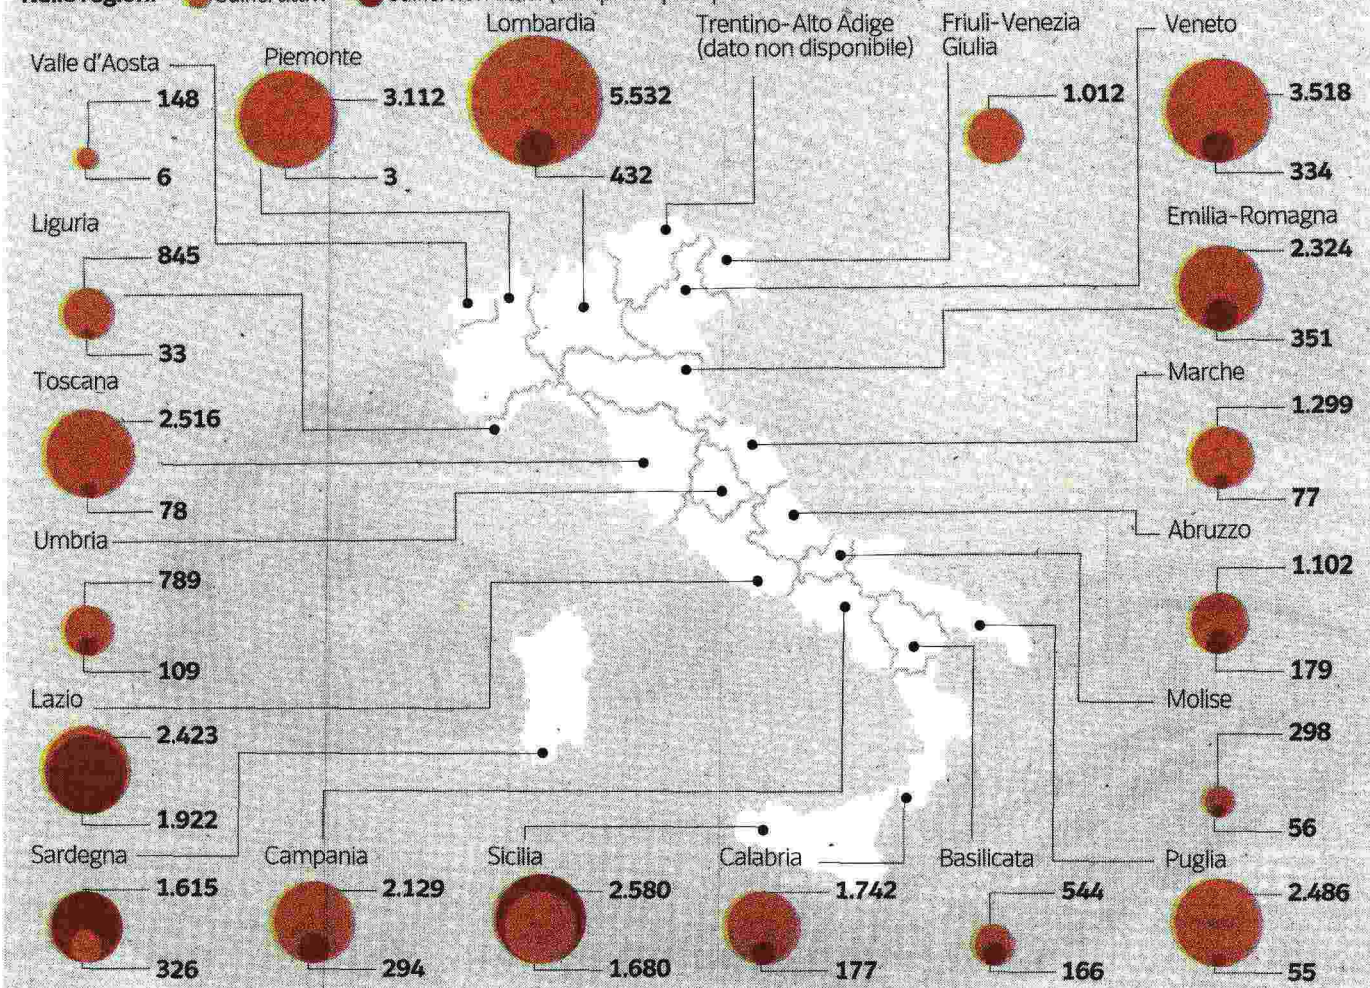 Nelle regioni
Lombardia
Trentino-Alto Adige
(dato non disponibile)
Friuli-Venezia
Giulia
Veneto
Valle d'Aosta
Piemonte
148
6
3.112
3
5.532
432
1.012
3.518
334
Liguria
845
33
Emilia-Romagna
2.324
351
Toscana
2.516
78
Marche
1.299
77
Umbria
789
109
Abruzzo
1.102
179
Lazio
2.423
1.922
Molise
298
56
Sardegna
1.615
326
Campania
2.129
294
Sicilia
2.580
1.680
Calabria
1.742
177
Basilicata
544
166
Puglia
2.486
55